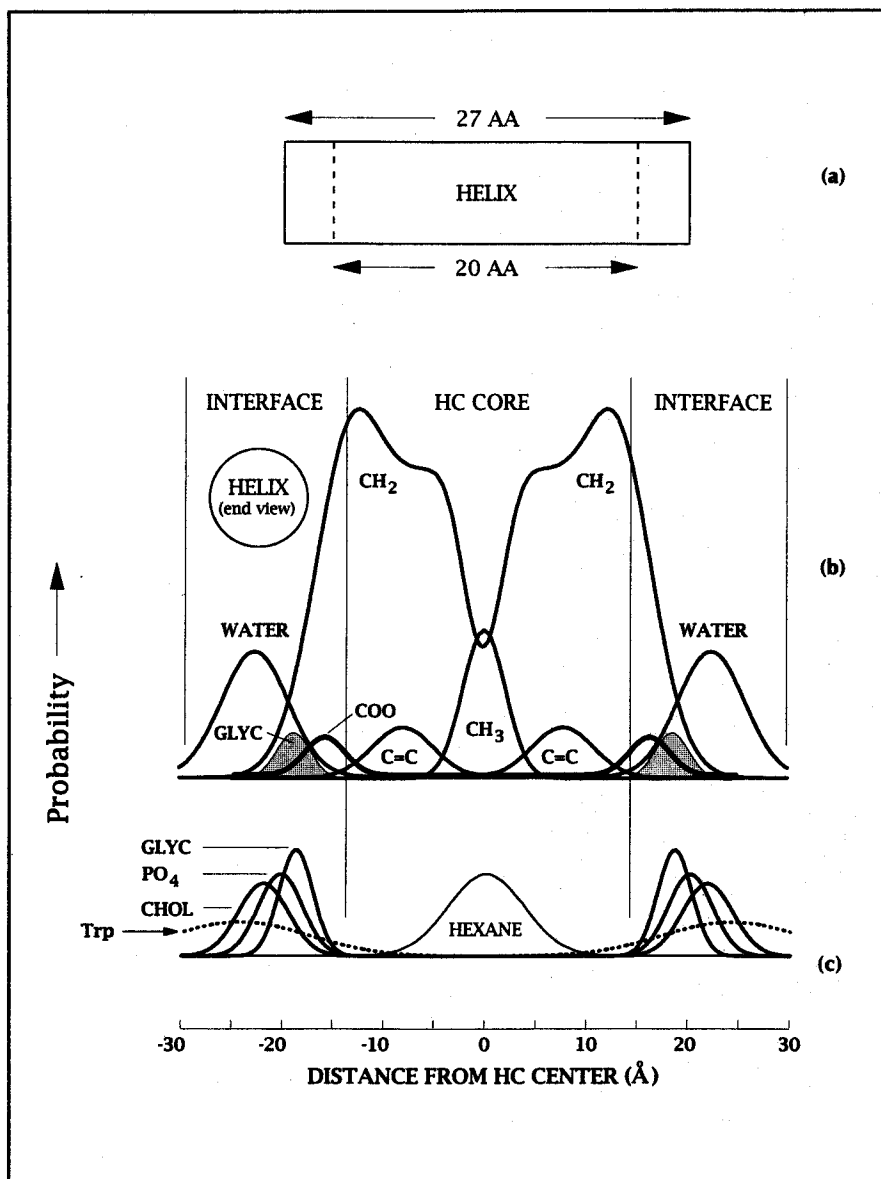 27 AA
(a)
HELIX
20 AA
INTERFACE
HC CORE
INTERFACE
CH2
CH2
HELIX
(end view)
(b)
WATER
WATER
COO
GLYC
CH3
C=C
C=C
Probability
GLYC
PO4
CHOL
HEXANE
Trp
(c)
-30 -20 -10 0 10 20 30
DISTANCE FROM HC CENTER (Å)